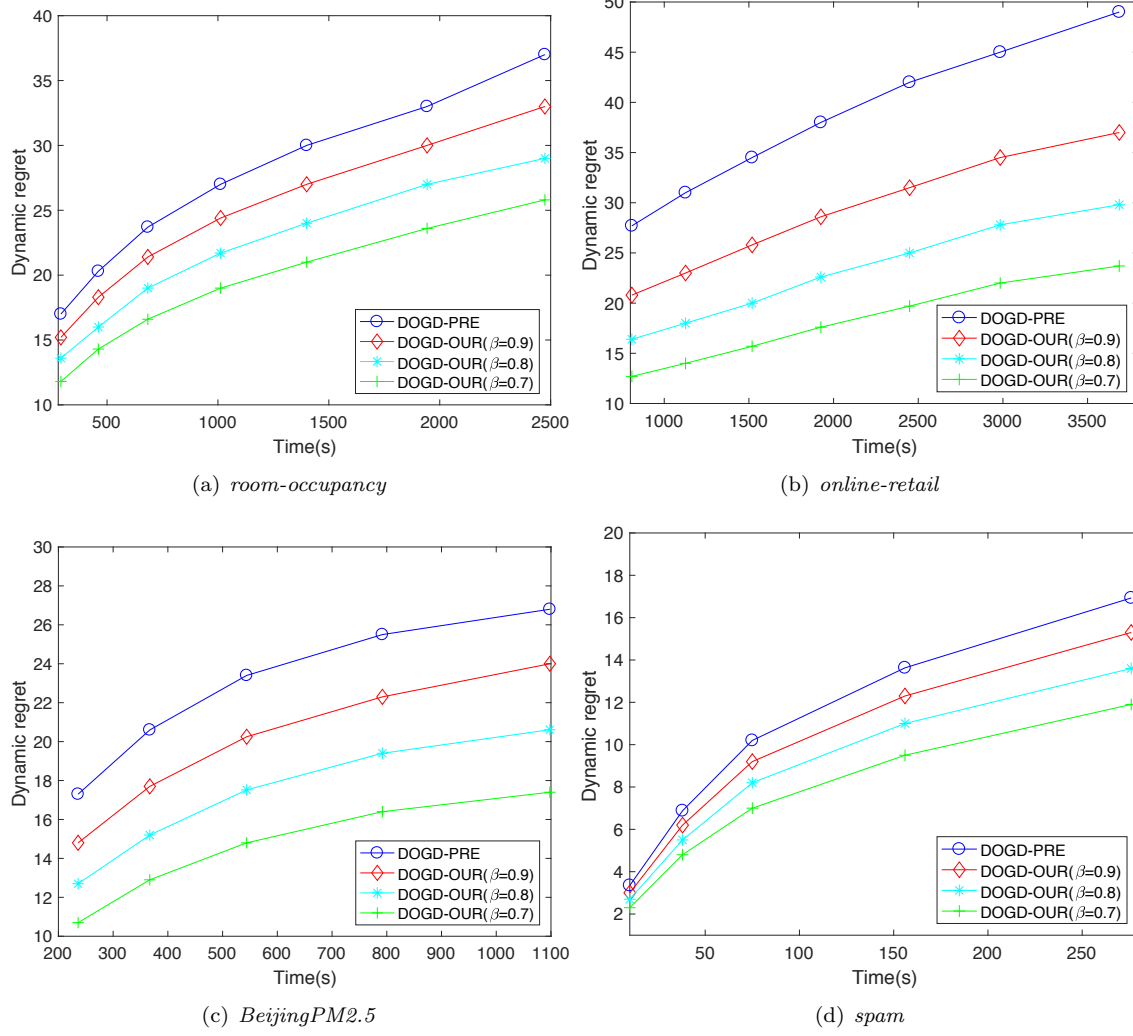 40
35
30
25
20
15
10
Dynamic regret
500
1000
1500
2000
2500
Time(s)
DOGD-PRE
DOGD-OUR(β=0.9)
DOGD-OUR(β=0.8)
DOGD-OUR(β=0.7)
(a) room-occupancy
50
45
40
35
30
25
20
15
10
Dynamic regret
1000
1500
2000
2500
3000
3500
Time(s)
DOGD-PRE
DOGD-OUR(β=0.9)
DOGD-OUR(β=0.8)
DOGD-OUR(β=0.7)
(b) online-retail
30
28
26
24
22
20
18
16
14
12
10
Dynamic regret
200
300
400
500
600
700
800
900
1000
1100
Time(s)
DOGD-PRE
DOGD-OUR(β=0.9)
DOGD-OUR(β=0.8)
DOGD-OUR(β=0.7)
(c) BeijingPM2.5
20
18
16
14
12
10
8
6
4
2
Dynamic regret
50
100
150
200
250
Time(s)
DOGD-PRE
DOGD-OUR(β=0.9)
DOGD-OUR(β=0.8)
DOGD-OUR(β=0.7)
(d) spam